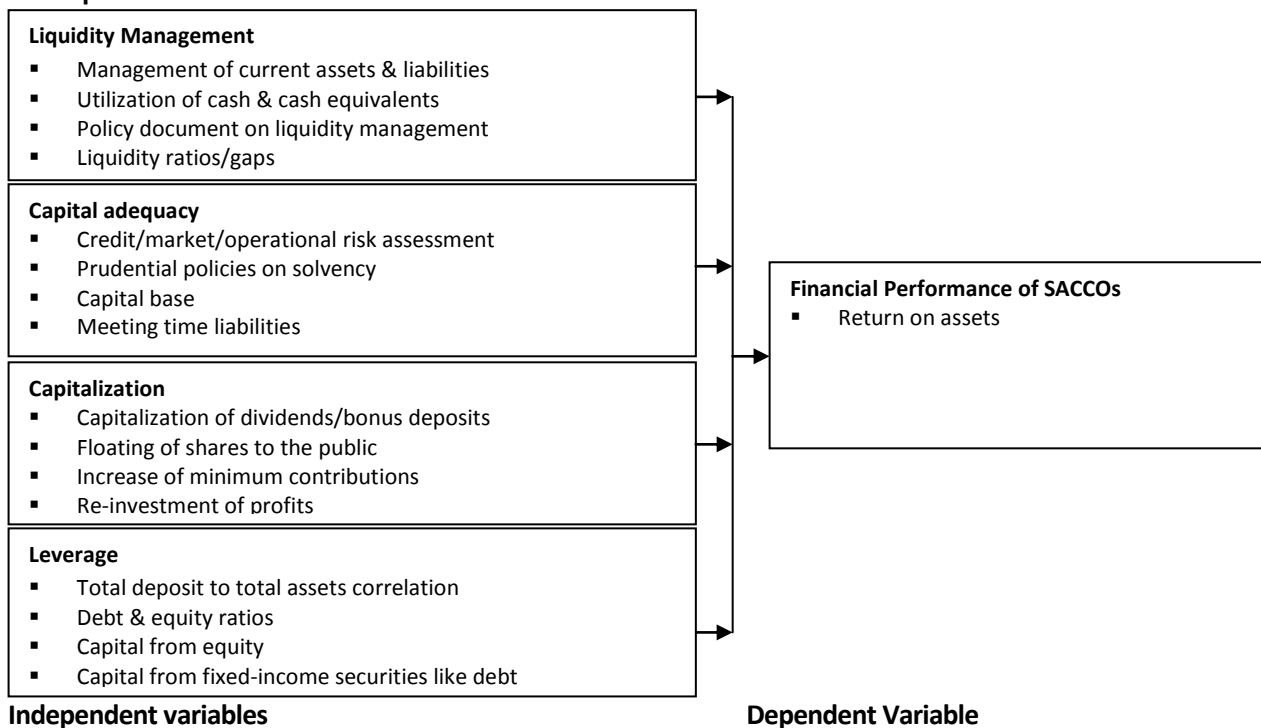 Liquidity Management
▪ Management of current assets & liabilities
▪ Utilization of cash & cash equivalents
▪ Policy document on liquidity management
▪ Liquidity ratios/gaps
Capital adequacy
▪ Credit/market/operational risk assessment
▪ Prudential policies on solvency
▪ Capital base
▪ Meeting time liabilities
Capitalization
▪ Capitalization of dividends/bonus deposits
▪ Floating of shares to the public
▪ Increase of minimum contributions
▪ Re-investment of profits
Leverage
▪ Total deposit to total assets correlation
▪ Debt & equity ratios
▪ Capital from equity
▪ Capital from fixed-income securities like debt
Financial Performance of SACCOs
▪ Return on assets
Independent variables
Dependent Variable